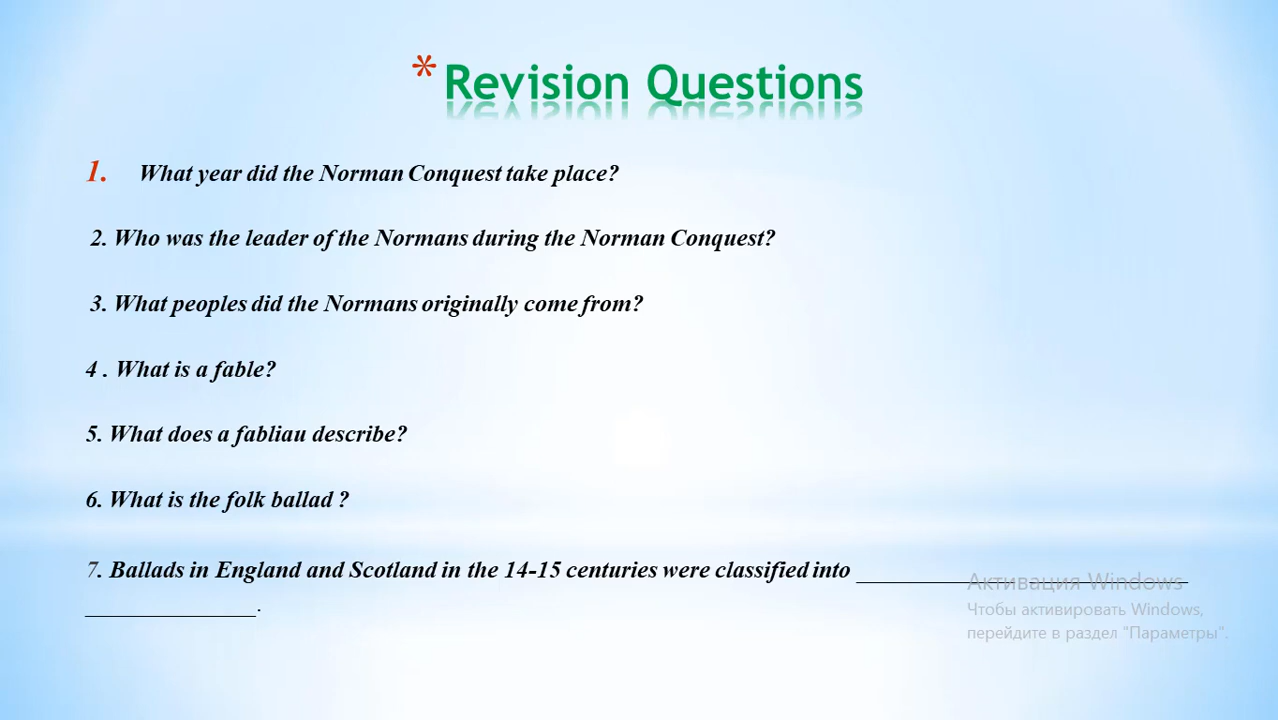 * Revision Questions
1. What year did the Norman Conquest take place?
2. Who was the leader of the Normans during the Norman Conquest?
3. What peoples did the Normans originally come from?
4 . What is a fable?
5. What does a fabliau describe?
6. What is the folk ballad ?
7. Ballads in England and Scotland in the 14-15 centuries were classified into ______________________________
_______________.
Активация Windows
Чтобы активировать Windows,
перейдите в раздел "Параметры".